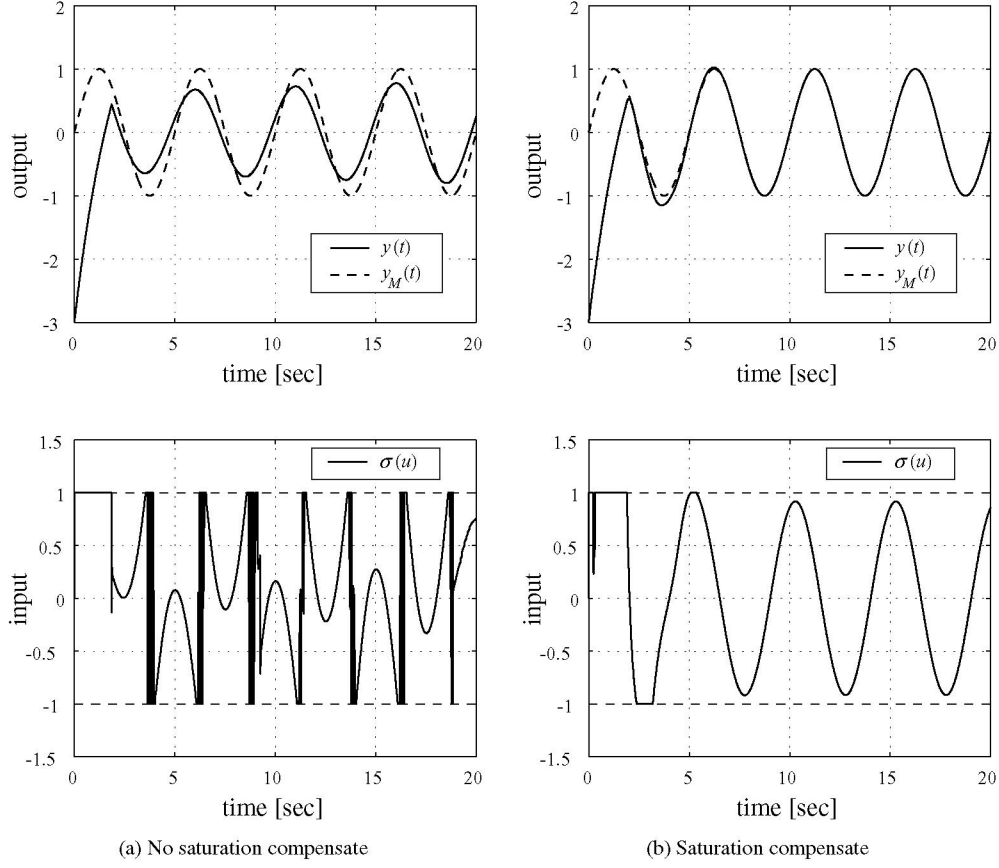 2
1
0
-1
-2
-3
output
y(t)
y_M(t)
0 5 10 15 20
time [sec]
2
1
0
-1
-2
-3
output
y(t)
y_M(t)
0 5 10 15 20
time [sec]
1.5
1
0.5
0
-0.5
-1
-1.5
input
σ(u)
0 5 10 15 20
time [sec]
(a) No saturation compensate
1.5
1
0.5
0
-0.5
-1
-1.5
input
σ(u)
0 5 10 15 20
time [sec]
(b) Saturation compensate